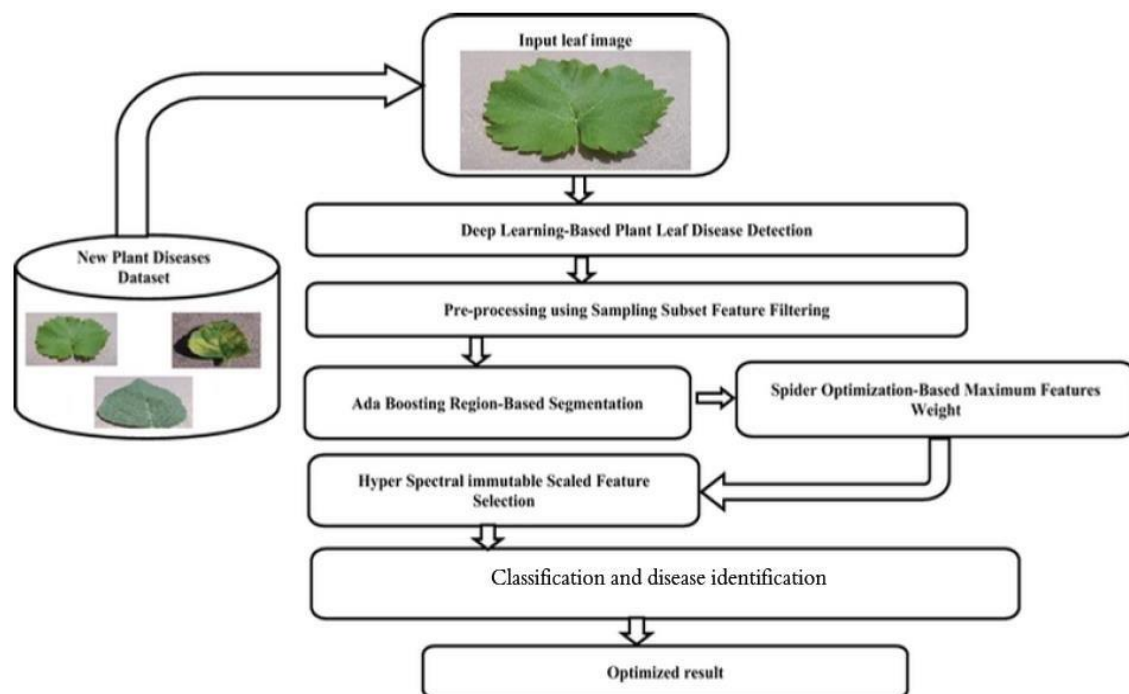 Input leaf image
New Plant Diseases
Dataset
Deep Learning-Based Plant Leaf Disease Detection
Pre-processing using Sampling Subset Feature Filtering
Ada Boosting Region-Based Segmentation
Spider Optimization-Based Maximum Features
Weight
Hyper Spectral immutable Scaled Feature
Selection
Classification and disease identification
Optimized result